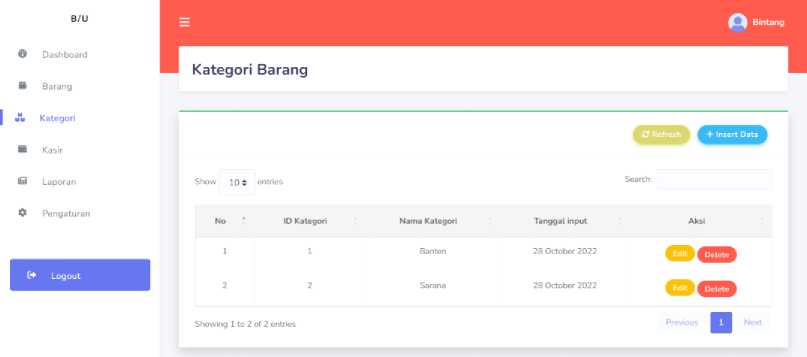 B/U
Bintang
Dashboard
Barang
Kategori
Kasir
Laporan
Pengaturan
Logout
Kategori Barang
Refresh
Insert Data
Show 10 entries
Search:
No ID Kategori Nama Kategori Tanggal input Aksi
1 1 Banten 28 October 2022 Edit Delete
2 2 Sarana 28 October 2022 Edit Delete
Showing 1 to 2 of 2 entries
Previous 1 Next